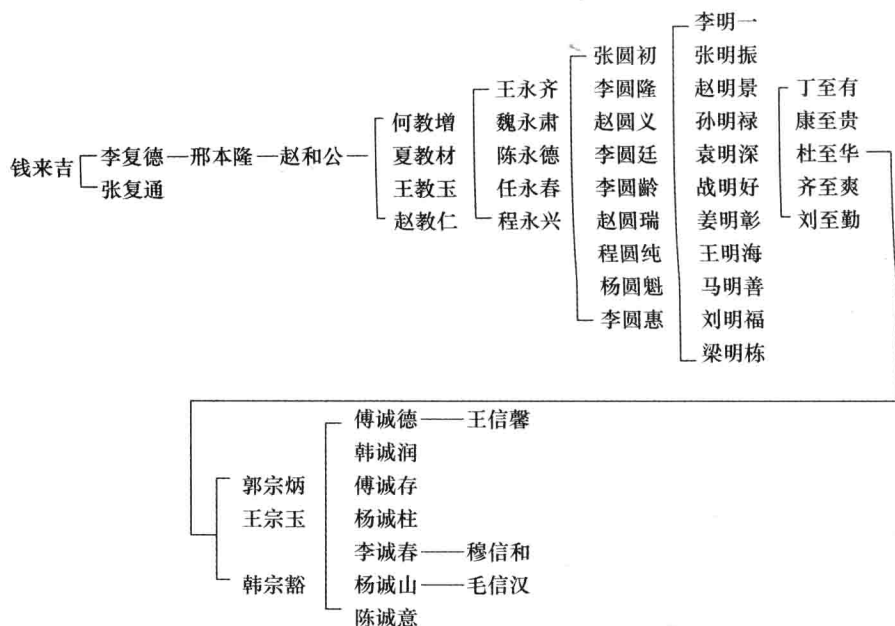 钱来吉
李复德
张复通
邢本隆
赵和公
何教增
夏教材
王教玉
赵教仁
王永齐
魏永肃
陈永德
任永春
程永兴
张圆初
李圆隆
赵圆义
李圆廷
李圆龄
赵圆瑞
程圆纯
杨圆魁
李圆惠
李明一
张明振
赵明景
孙明禄
袁明深
战明好
姜明彰
王明海
马明善
刘明福
梁明栋
丁至有
康至贵
杜至华
齐至爽
刘至勤
郭宗炳
王宗玉
韩宗豁
傅诚德
韩诚润
傅诚存
杨诚柱
李诚春
杨诚山
陈诚意
王信馨
穆信和
毛信汉